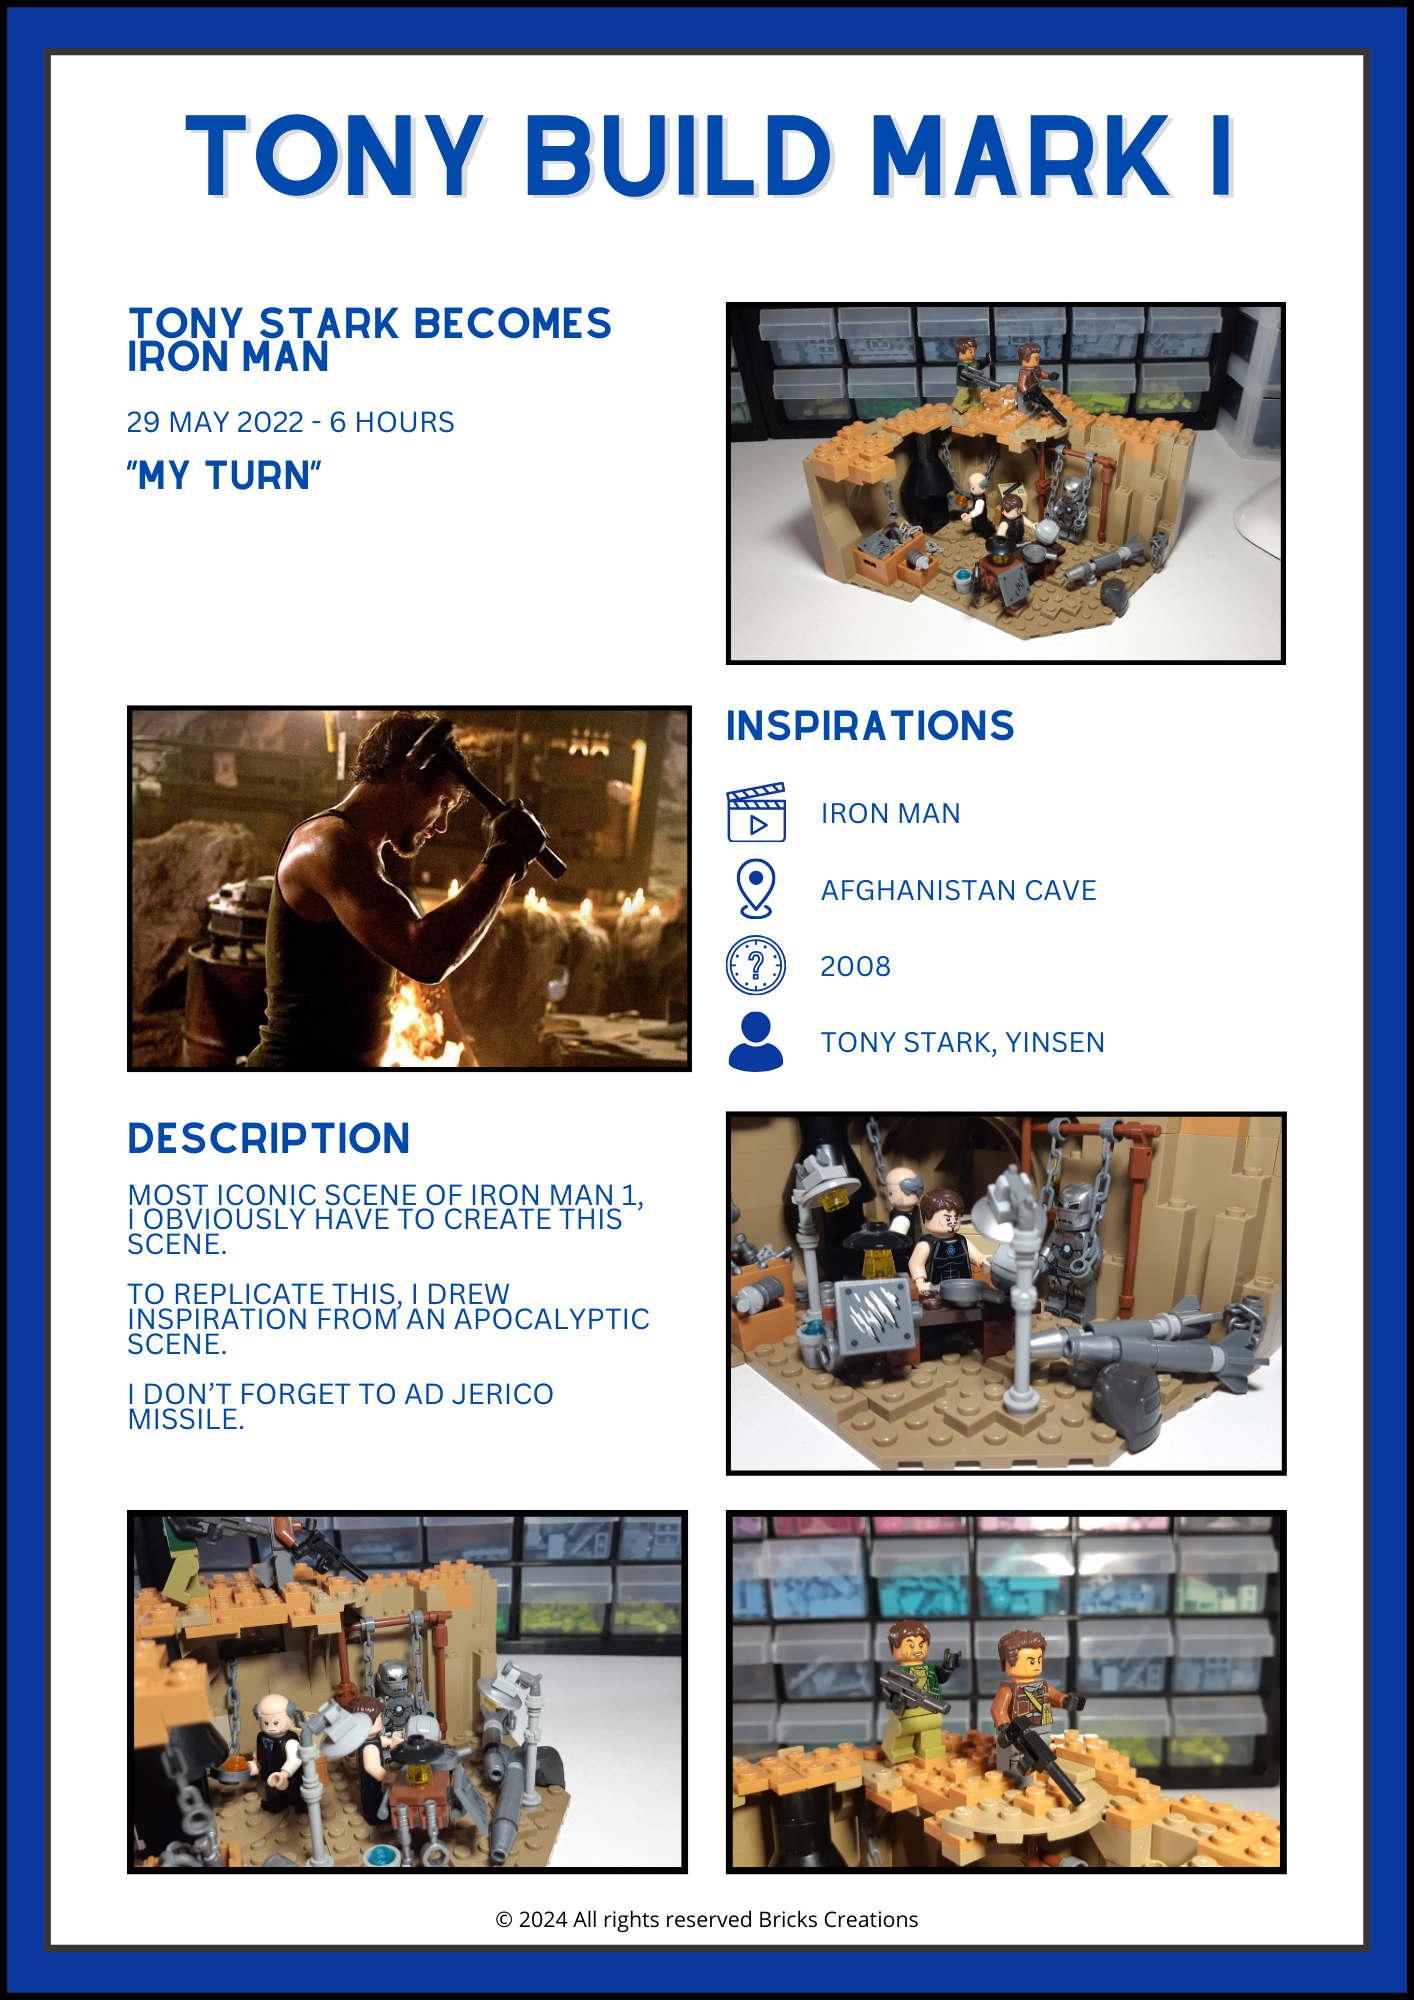 TONY BUILD MARK I
TONY STARK BECOMES
IRON MAN
29 MAY 2022 - 6 HOURS
"MY TURN"
INSPIRATIONS
IRON MAN
AFGHANISTAN CAVE
?
2008
TONY STARK, YINSEN
DESCRIPTION
MOST ICONIC SCENE OF IRON MAN 1,
I OBVIOUSLY HAVE TO CREATE THIS
SCENE.
TO REPLICATE THIS, I DREW
INSPIRATION FROM AN APOCALYPTIC
SCENE.
I DON’T FORGET TO AD JERICO
MISSILE.
© 2024 All rights reserved Bricks Creations